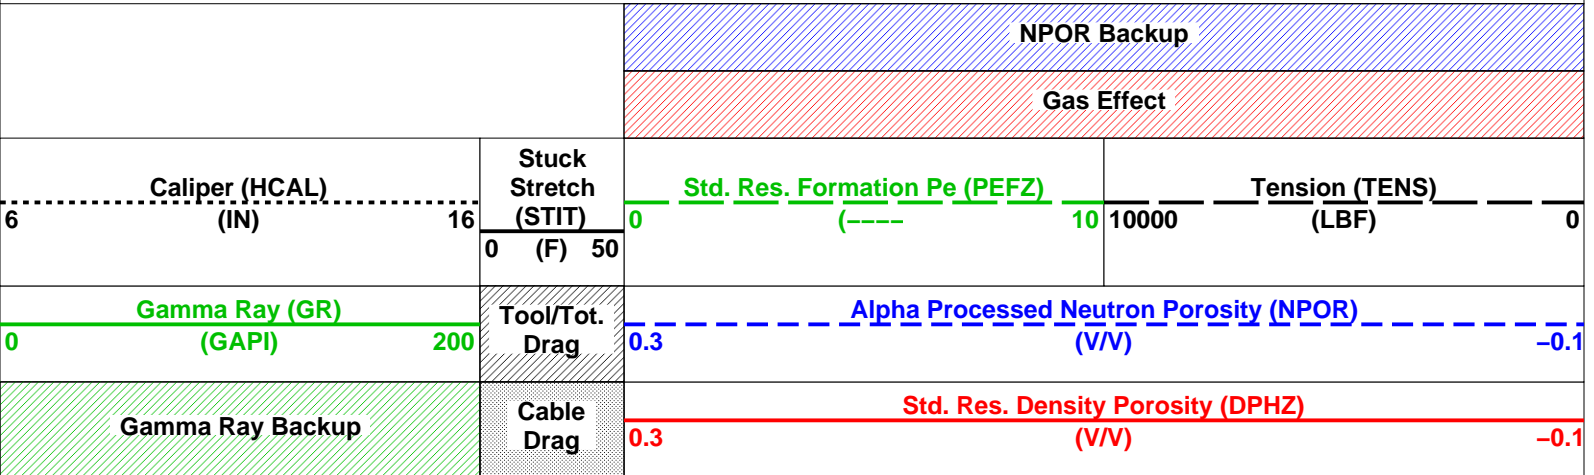 NPOR Backup
Gas Effect
Caliper (HCAL)
6 (IN) 16
Stuck
Stretch
(STIT)
0 (F) 50
Std. Res. Formation Pe (PEFZ)
0 (−−−− 10
Tension (TENS)
10000 (LBF) 0
Gamma Ray (GR)
0 (GAPI) 200
Tool/Tot.
Drag
Alpha Processed Neutron Porosity (NPOR)
0.3 (V/V) −0.1
Gamma Ray Backup
Cable
Drag
Std. Res. Density Porosity (DPHZ)
0.3 (V/V) −0.1